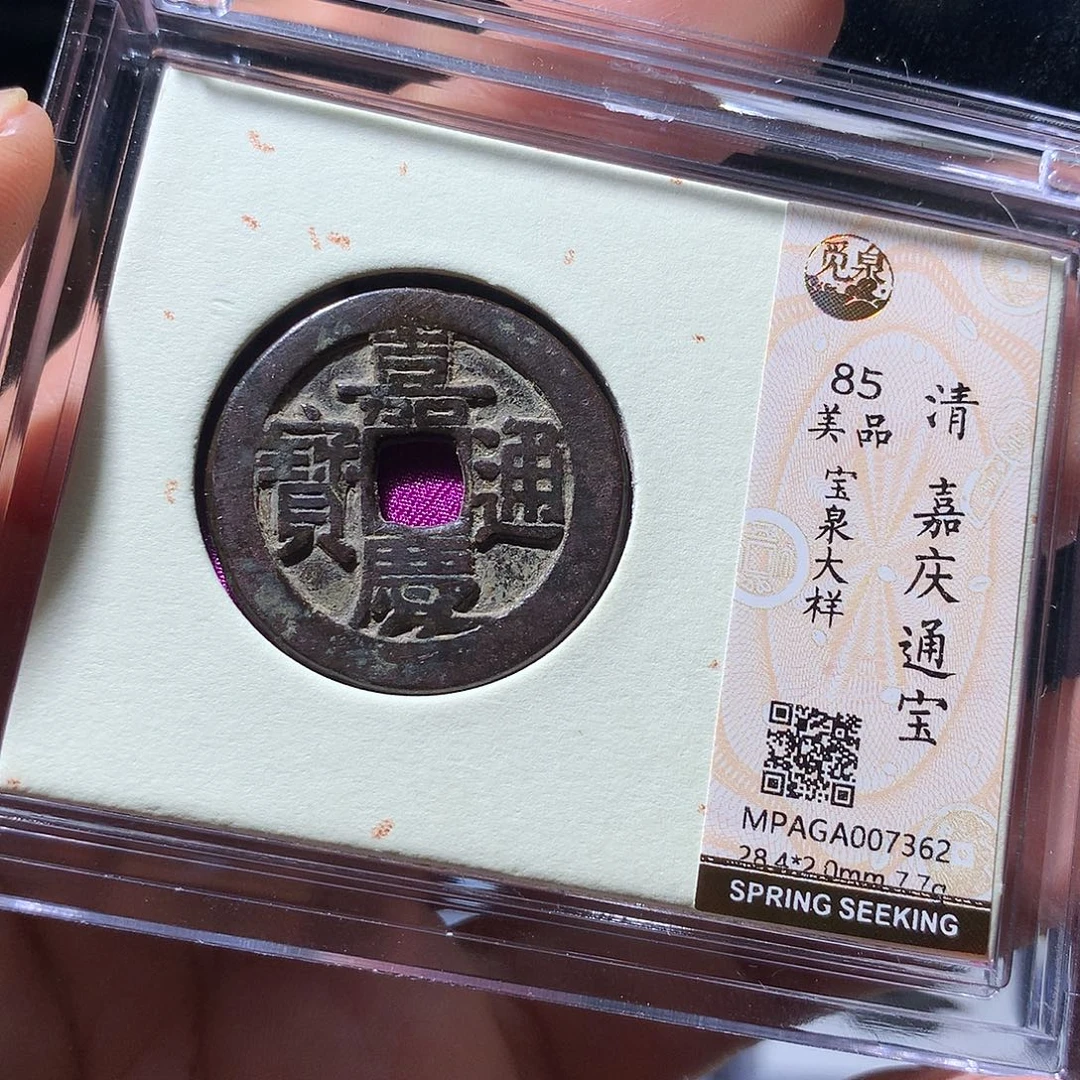 嘉慶通寶
觅泉
85
美品
宝泉大样
清 嘉庆通宝
MPAGA007362
28.4*2.0mm 7.7g
SPRING SEEKING